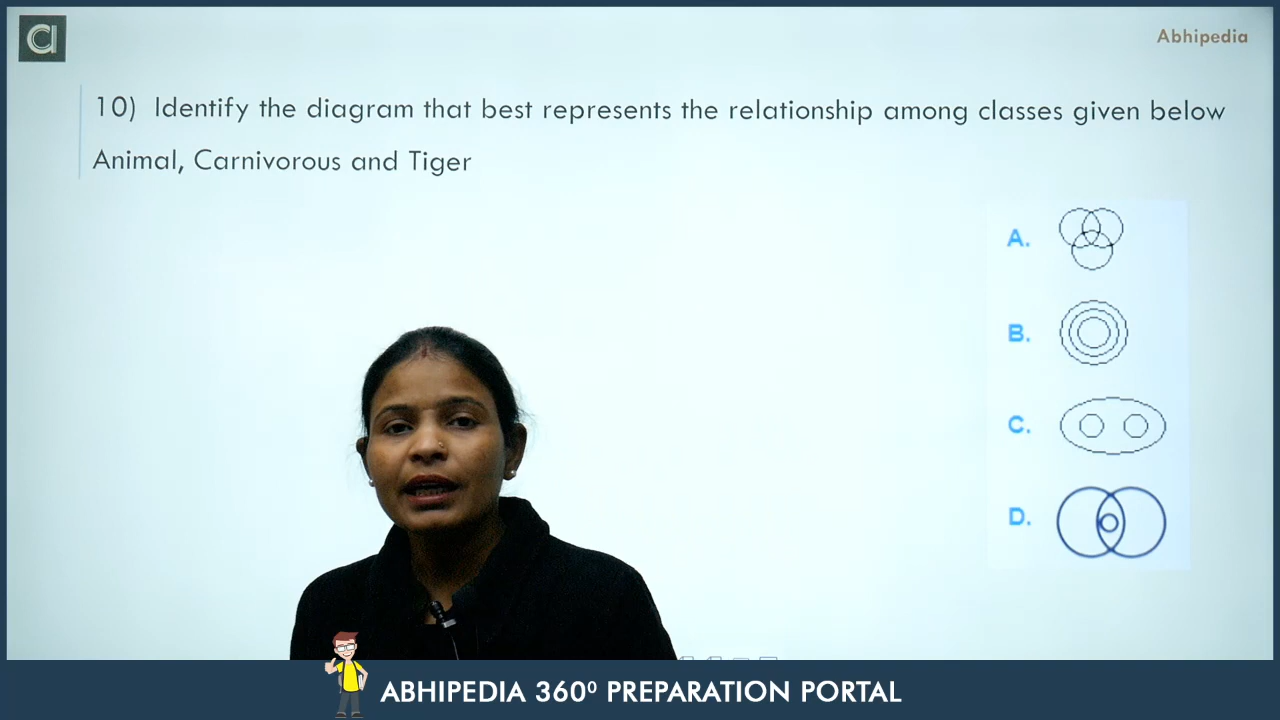 Abhipedia
10) Identify the diagram that best represents the relationship among classes given below
Animal, Carnivorous and Tiger
A.
B.
C.
D.
ABHIPEDIA 360⁰ PREPARATION PORTAL